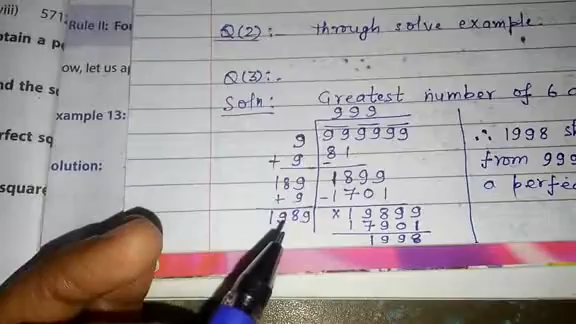 viii) 571
Rule II: Fo
btain a p
ow, let us a
nd the s
xample 13:
rfect sq
olution:
square
Q(2):- through solve example.
Q(3):-
Soln: Greatest number of 6
999
9 999999
+ 9 - 81
189 1899
+ 9 - 1701
1989 × 19899
17901
1998
∴ 1998 s
from 999
a perfe